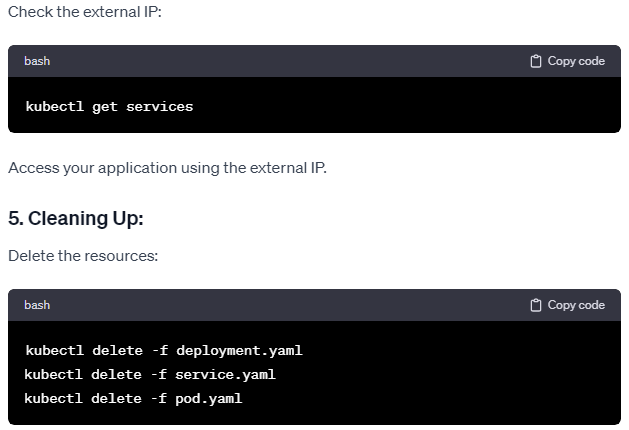 Check the external IP:
bash
Copy code
kubectl get services
Access your application using the external IP.
5. Cleaning Up:
Delete the resources:
bash
Copy code
kubectl delete -f deployment.yaml
kubectl delete -f service.yaml
kubectl delete -f pod.yaml